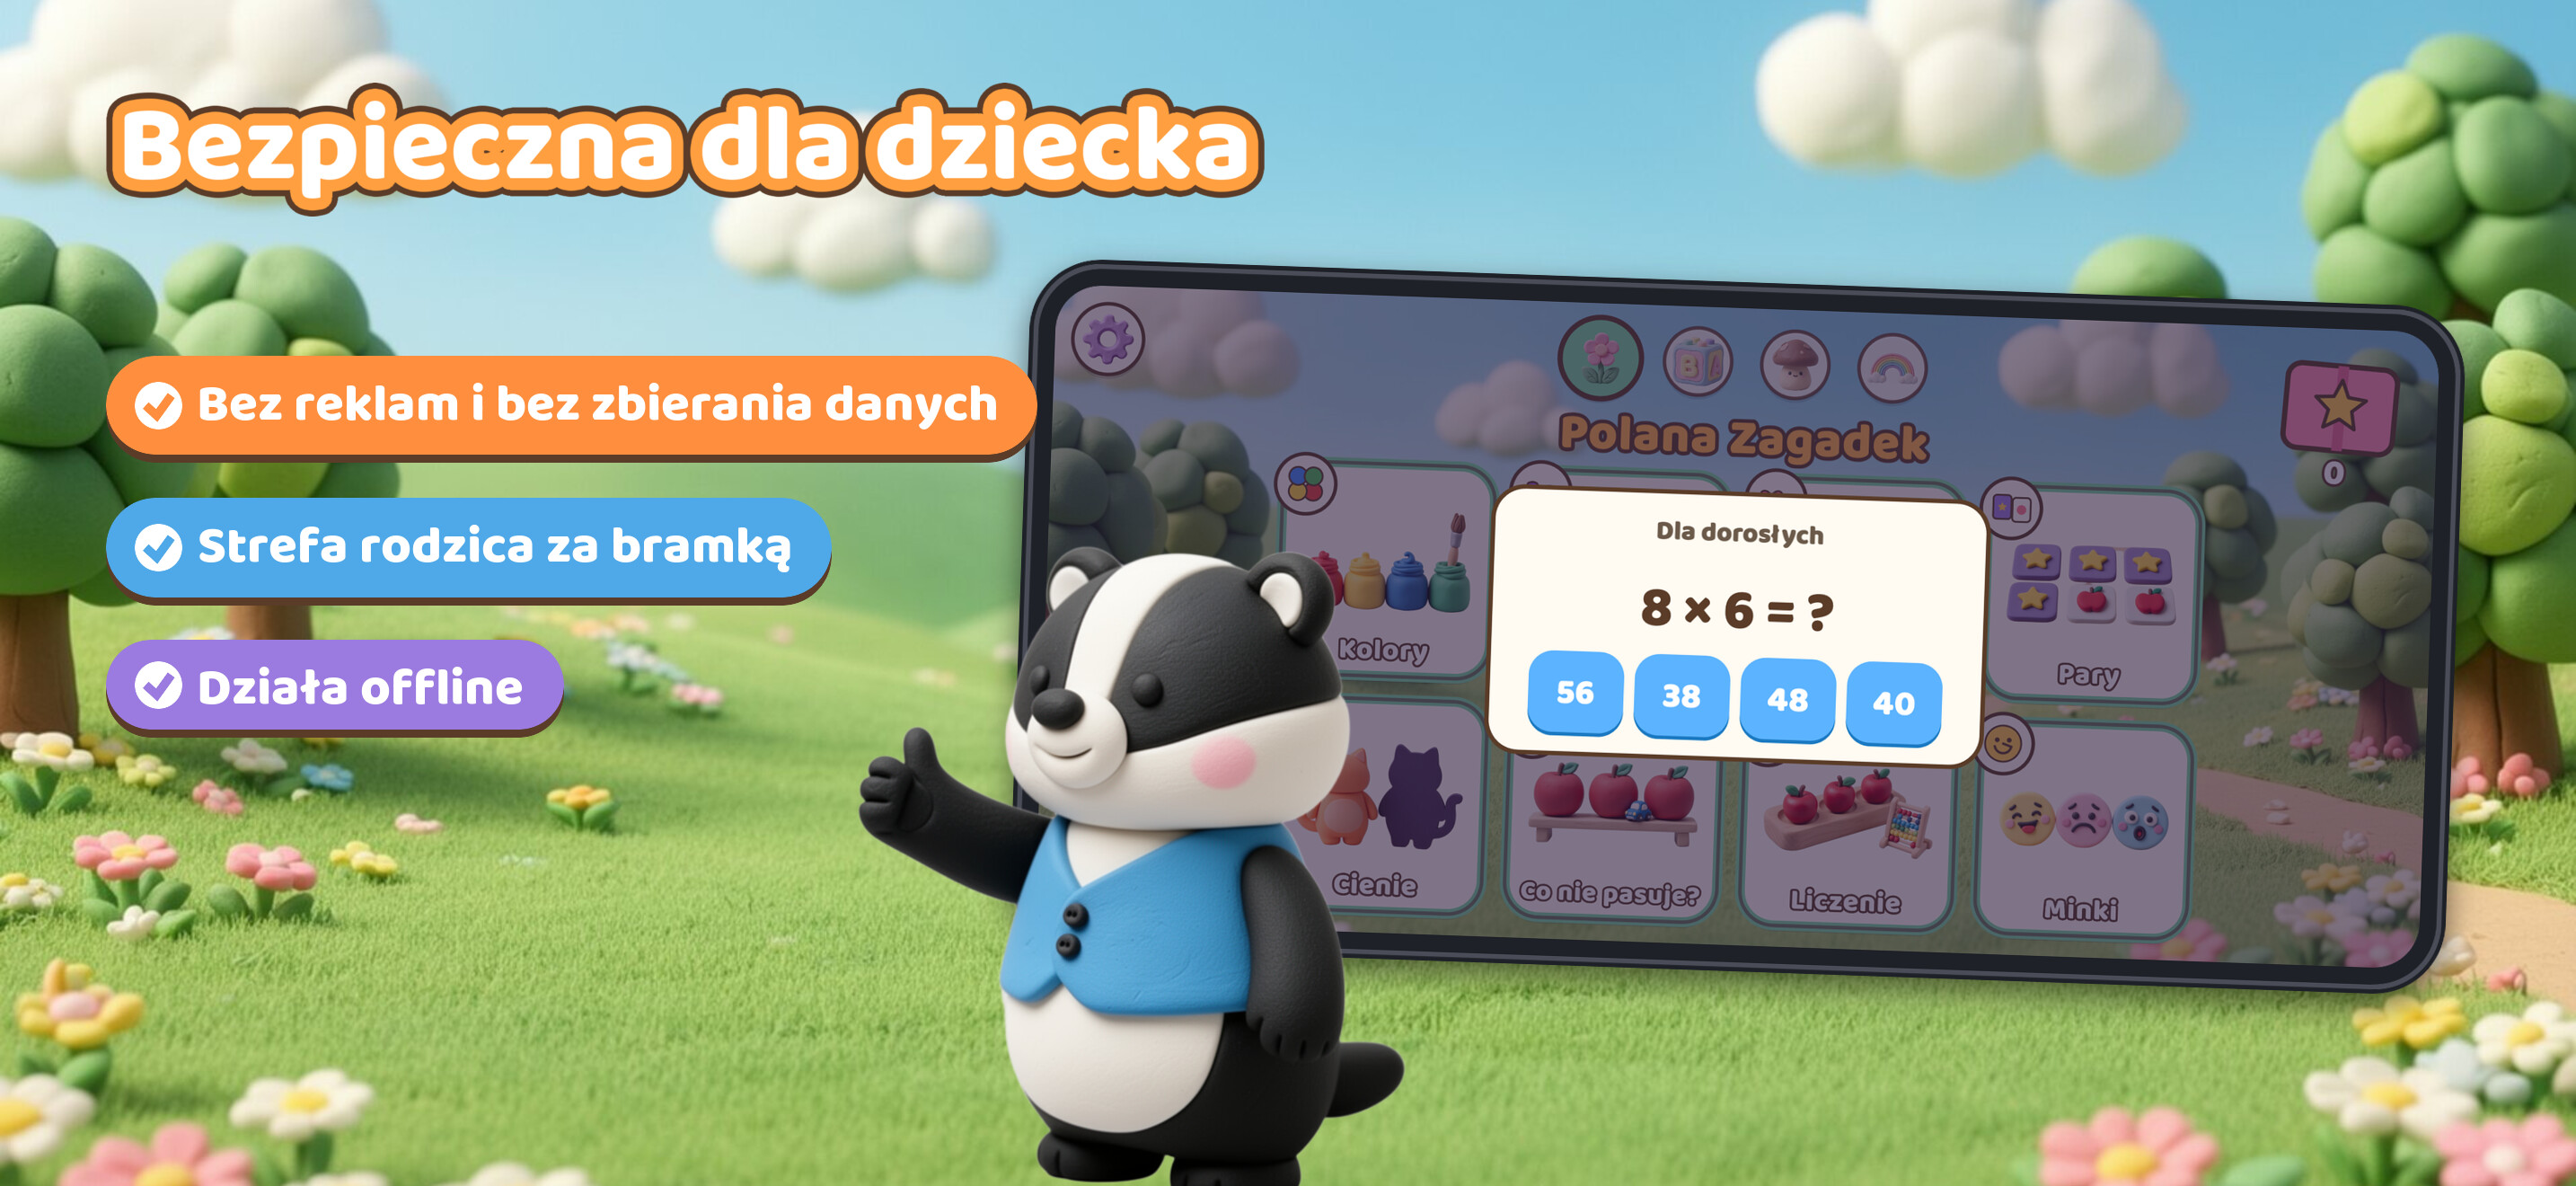 Bezpieczna dla dziecka
Bez reklam i bez zbierania danych
Strefa rodzica za bramką
Działa offline
Polana Zagadek
0
Dla dorosłych
8 × 6 = ?
56 38 48 40
Kolory
Pary
Cienie
Co nie pasuje?
Liczenie
Minki